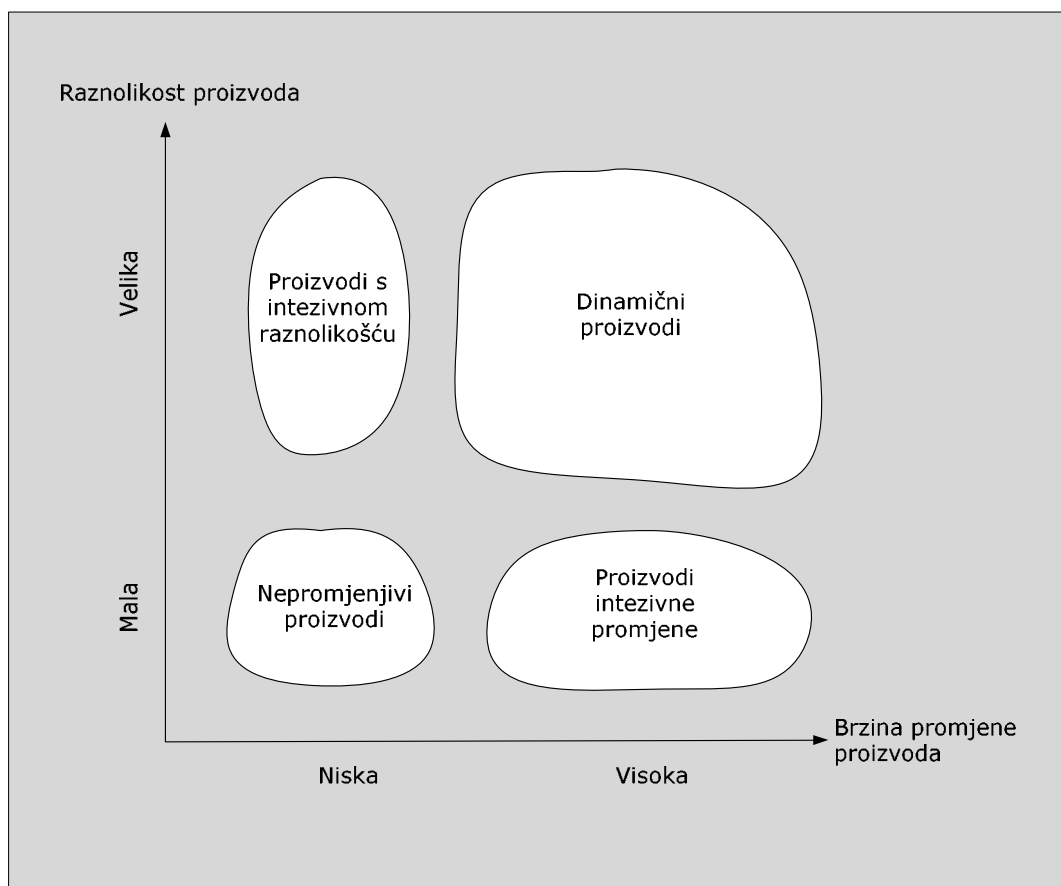 Raznolikost proizvoda
Velika
Proizvodi s
intezivnom
raznolikošću
Dinamični
proizvodi
Mala
Nepromjenjivi
proizvodi
Proizvodi
intezivne
promjene
Brzina promjene
proizvoda
Niska
Visoka